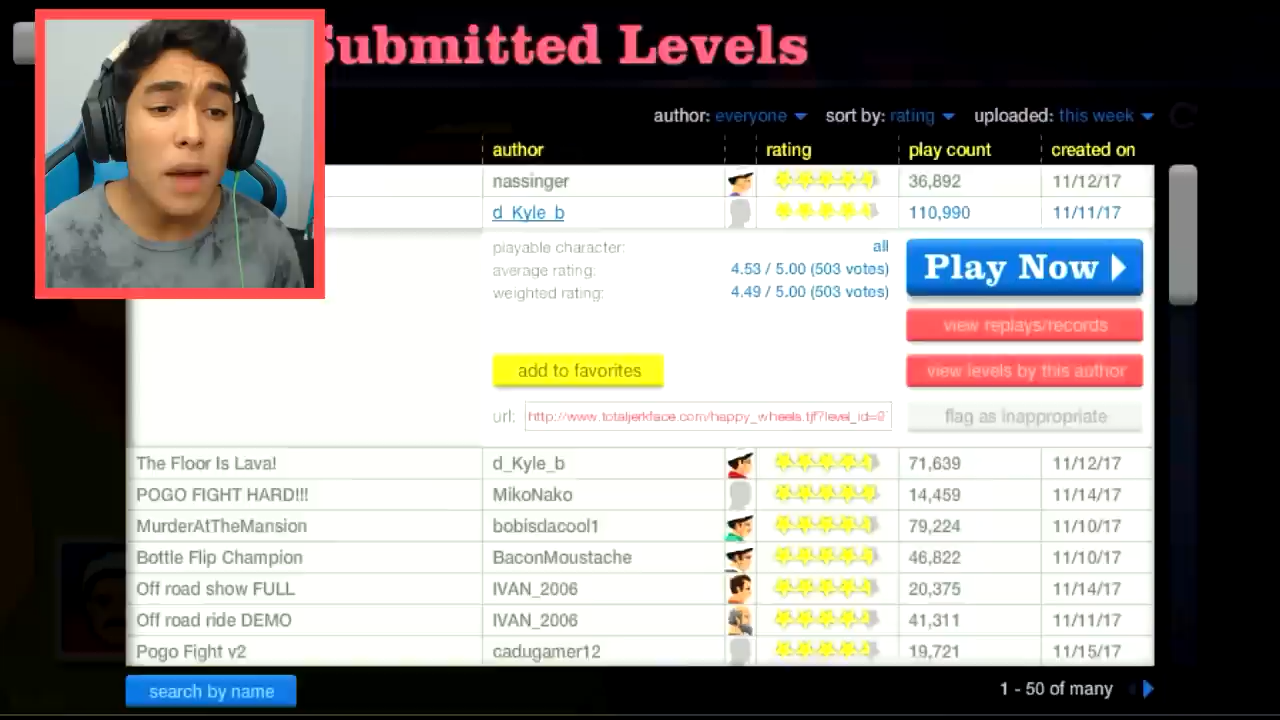 Submitted Levels
author: everyone sort by: rating uploaded: this week
author rating play count created on
nassinger 36,892 11/12/17
d_Kyle_b 110,990 11/11/17
playable character: all
average rating: 4.53 / 5.00 (503 votes)
weighted rating: 4.49 / 5.00 (503 votes)
Play Now
view replays/records
add to favorites
view levels by this author
url: http://www.totaljerkface.com/happy_wheels.tjf?level_id=9
flag as inappropriate
The Floor Is Lava! d_Kyle_b 71,639 11/12/17
POGO FIGHT HARD!!! MikoNako 14,459 11/14/17
MurderAtTheMansion bobisdacool1 79,224 11/10/17
Bottle Flip Champion BaconMoustache 46,822 11/10/17
Off road show FULL IVAN_2006 20,375 11/14/17
Off road ride DEMO IVAN_2006 41,311 11/11/17
Pogo Fight v2 cadugamer12 19,721 11/15/17
search by name
1 - 50 of many